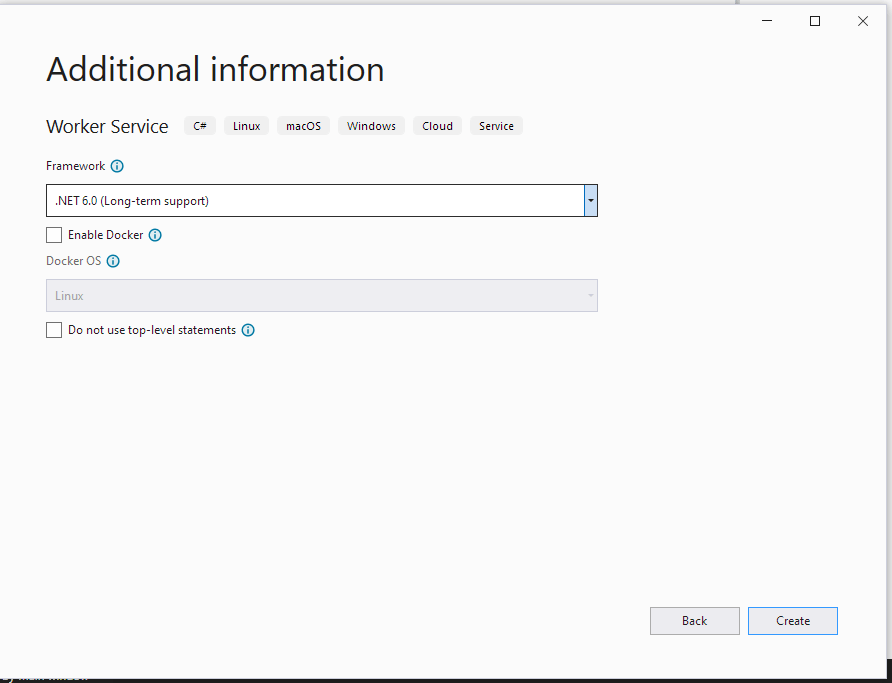 Additional information
Worker Service C# Linux macOS Windows Cloud Service
Framework
.NET 6.0 (Long-term support)
Enable Docker
Docker OS
Linux
Do not use top-level statements
Back Create